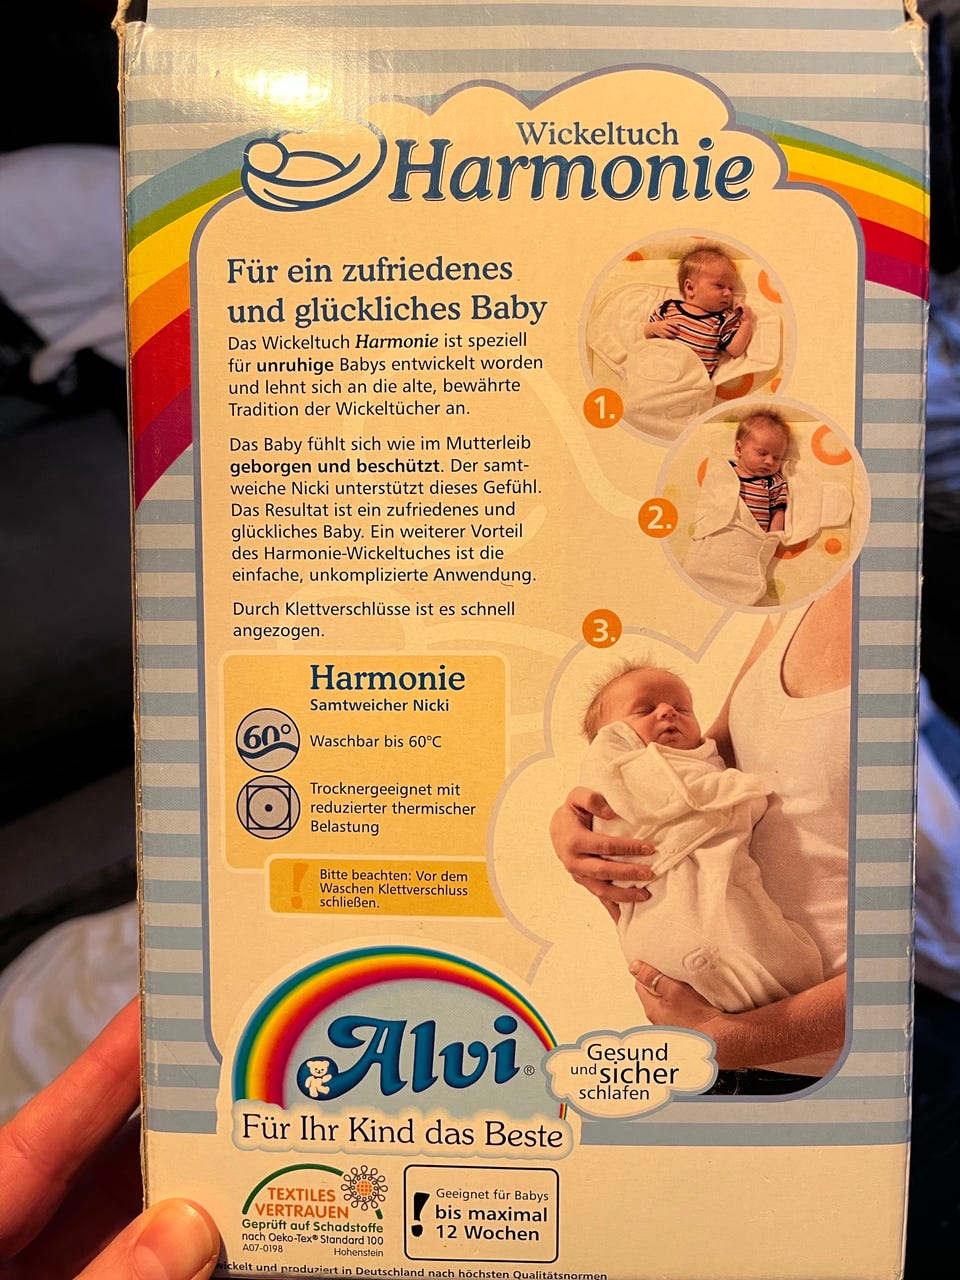 Wickeltuch
Harmonie
Für ein zufriedenes
und glückliches Baby
Das Wickeltuch Harmonie ist speziell
für unruhige Babys entwickelt worden
und lehnt sich an die alte, bewährte
Tradition der Wickeltücher an.
Das Baby fühlt sich wie im Mutterleib
geborgen und beschützt. Der samt-
weiche Nicki unterstützt dieses Gefühl.
Das Resultat ist ein zufriedenes und
glückliches Baby. Ein weiterer Vorteil
des Harmonie-Wickeltuches ist die
einfache, unkomplizierte Anwendung.
Durch Klettverschlüsse ist es schnell
angezogen.
1.
2.
3.
Harmonie
Samtweicher Nicki
60°
Waschbar bis 60°C
Trocknergeeignet mit
reduzierter thermischer
Belastung
! Bitte beachten: Vor dem
Waschen Klettverschluss
schließen.
Alvi®
Für Ihr Kind das Beste
Gesund
und sicher
schlafen
TEXTILES
VERTRAUEN
Geprüft auf Schadstoffe
nach Oeko-Tex® Standard 100
A07-0198 Hohenstein
! Geeignet für Babys
bis maximal
12 Wochen
und produziert in Deutschland nach höchsten Qualitätsnormen